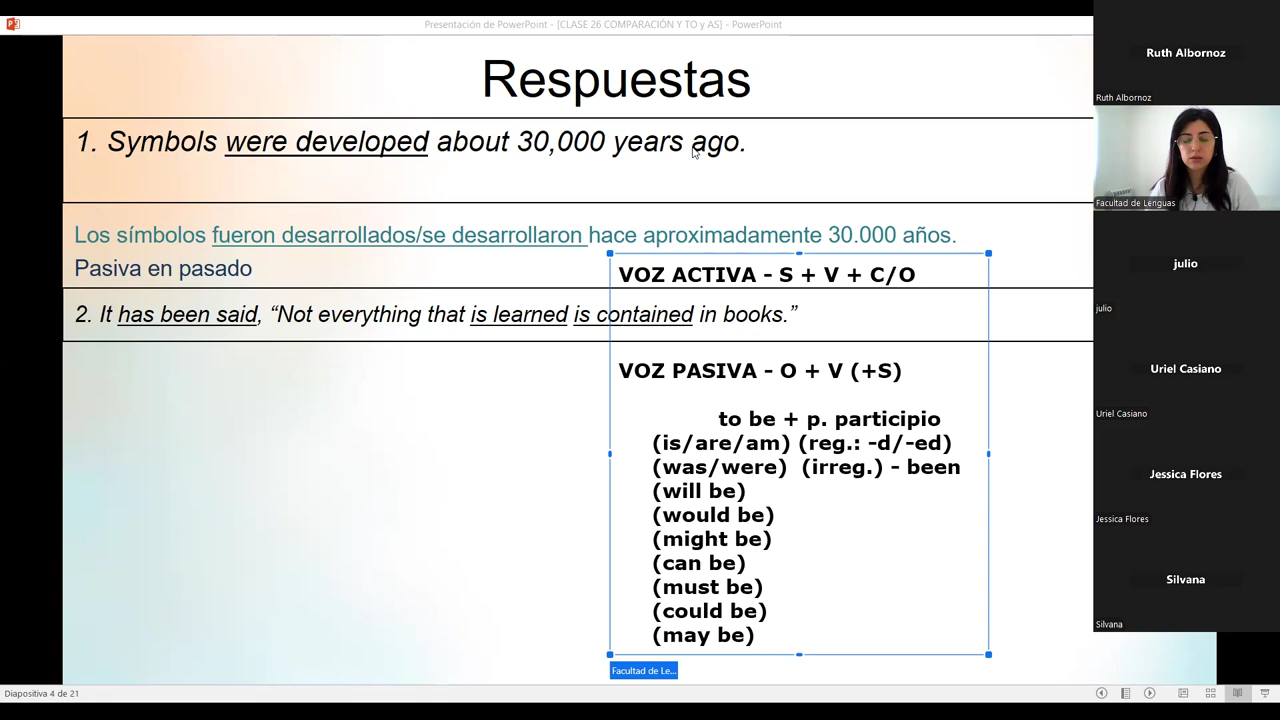 Presentación de PowerPoint - [CLASE 26 COMPARACIÓN Y TO y AS] - PowerPoint
Respuestas
1. Symbols were developed about 30,000 years ago.
Los símbolos fueron desarrollados/se desarrollaron hace aproximadamente 30.000 años.
Pasiva en pasado
VOZ ACTIVA - S + V + C/O
2. It has been said, “Not everything that is learned is contained in books.”
VOZ PASIVA - O + V (+S)
to be + p. participio
(is/are/am) (reg.: -d/-ed)
(was/were) (irreg.) - been
(will be)
(would be)
(might be)
(can be)
(must be)
(could be)
(may be)
Facultad de Le...
Diapositiva 4 de 21
Ruth Albornoz
Ruth Albornoz
Facultad de Lenguas
julio
julio
Uriel Casiano
Uriel Casiano
Jessica Flores
Jessica Flores
Silvana
Silvana